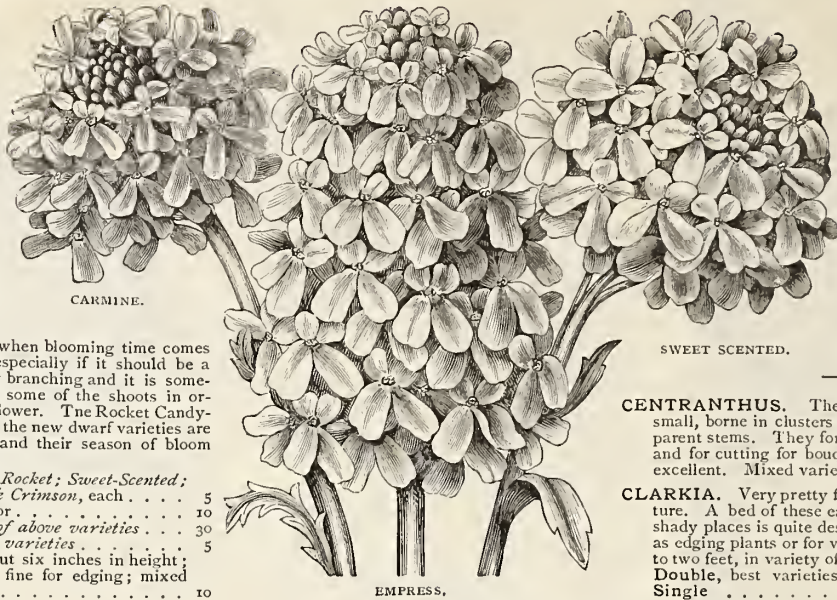 CARMINE.
when blooming time comes
especially if it should be a
branching and it is some-
some of the shoots in or-
lower. The Rocket Candy-
the new dwarf varieties are
and their season of bloom
Rocket; Sweet-Scented;
Crimson, each . . . . 5
or . . . . . . . . . . . . 10
of above varieties . . . 30
varieties . . . . . . . . 5
ut six inches in height;
fine for edging; mixed
. . . . . . . . . . . . . 10
EMPRESS.
SWEET SCENTED.
CENTRANTHUS. The
small, borne in clusters
parent stems. They for
and for cutting for bouq
excellent. Mixed varie
CLARKIA. Very pretty f
ture. A bed of these ea
shady places is quite des
as edging plants or for v
to two feet, in variety of
Double, best varieties
Single . . . . . . .